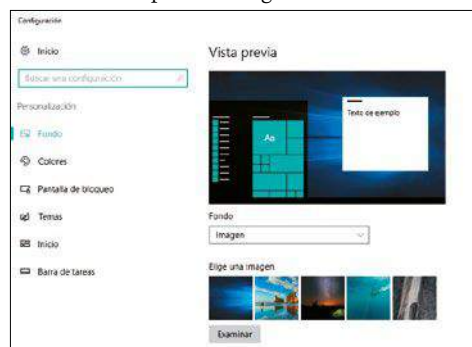 Configuración
Inicio
Buscar una configuración
Personalización
Fondo
Colores
Pantalla de bloqueo
Temas
Inicio
Barra de tareas
Vista previa
Aa
Texto de ejemplo
Fondo
Imagen
Elige una imagen
Examinar